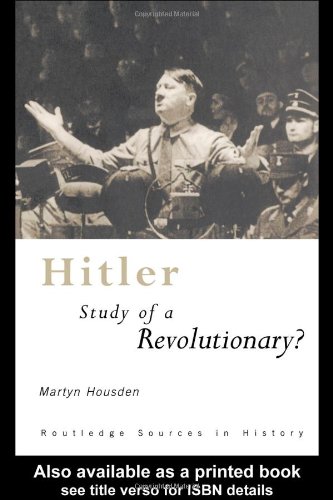 Hitler
Study of a
Revolutionary?
Martyn Housden
Routledge Sources in History
Also available as a printed book
see title verso for ISBN details